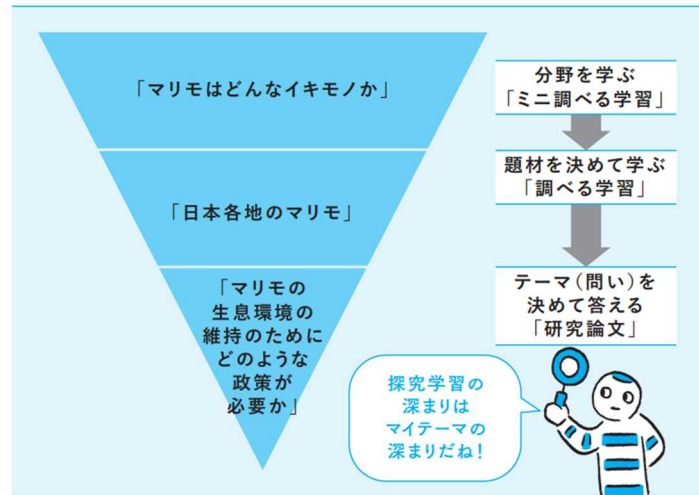 「マリモはどんなイキモノか」
「日本各地のマリモ」
「マリモの
生息環境の
維持のために
どのような
政策が
必要か」
分野を学ぶ
「ミニ調べる学習」
題材を決めて学ぶ
「調べる学習」
テーマ(問い)を
決めて答える
「研究論文」
探究学習の
深まりは
マイテーマの
深まりだね！